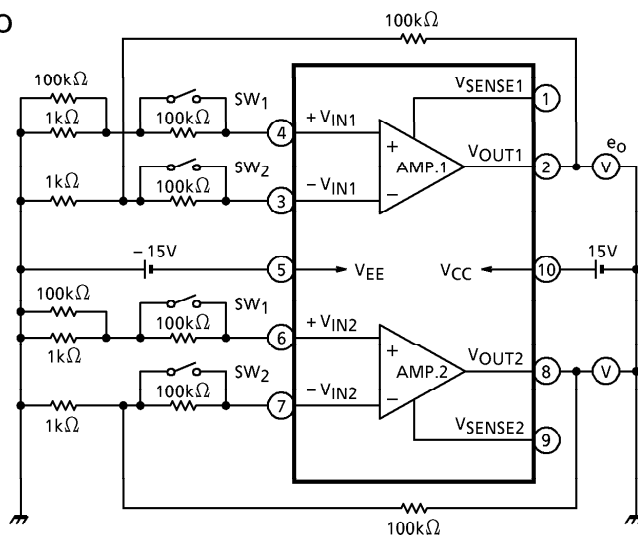 O
100kΩ
100kΩ
SW1
VSENSE1
1
1kΩ
100kΩ
4
+VIN1
+
AMP.1
VOUT1
2
eo
V
1kΩ
SW2
100kΩ
3
−VIN1
−
−15V
5
VEE
VCC
10
15V
100kΩ
SW1
1kΩ
100kΩ
6
+VIN2
+
AMP.2
VOUT2
8
V
SW2
1kΩ
100kΩ
7
−VIN2
−
VSENSE2
9
100kΩ